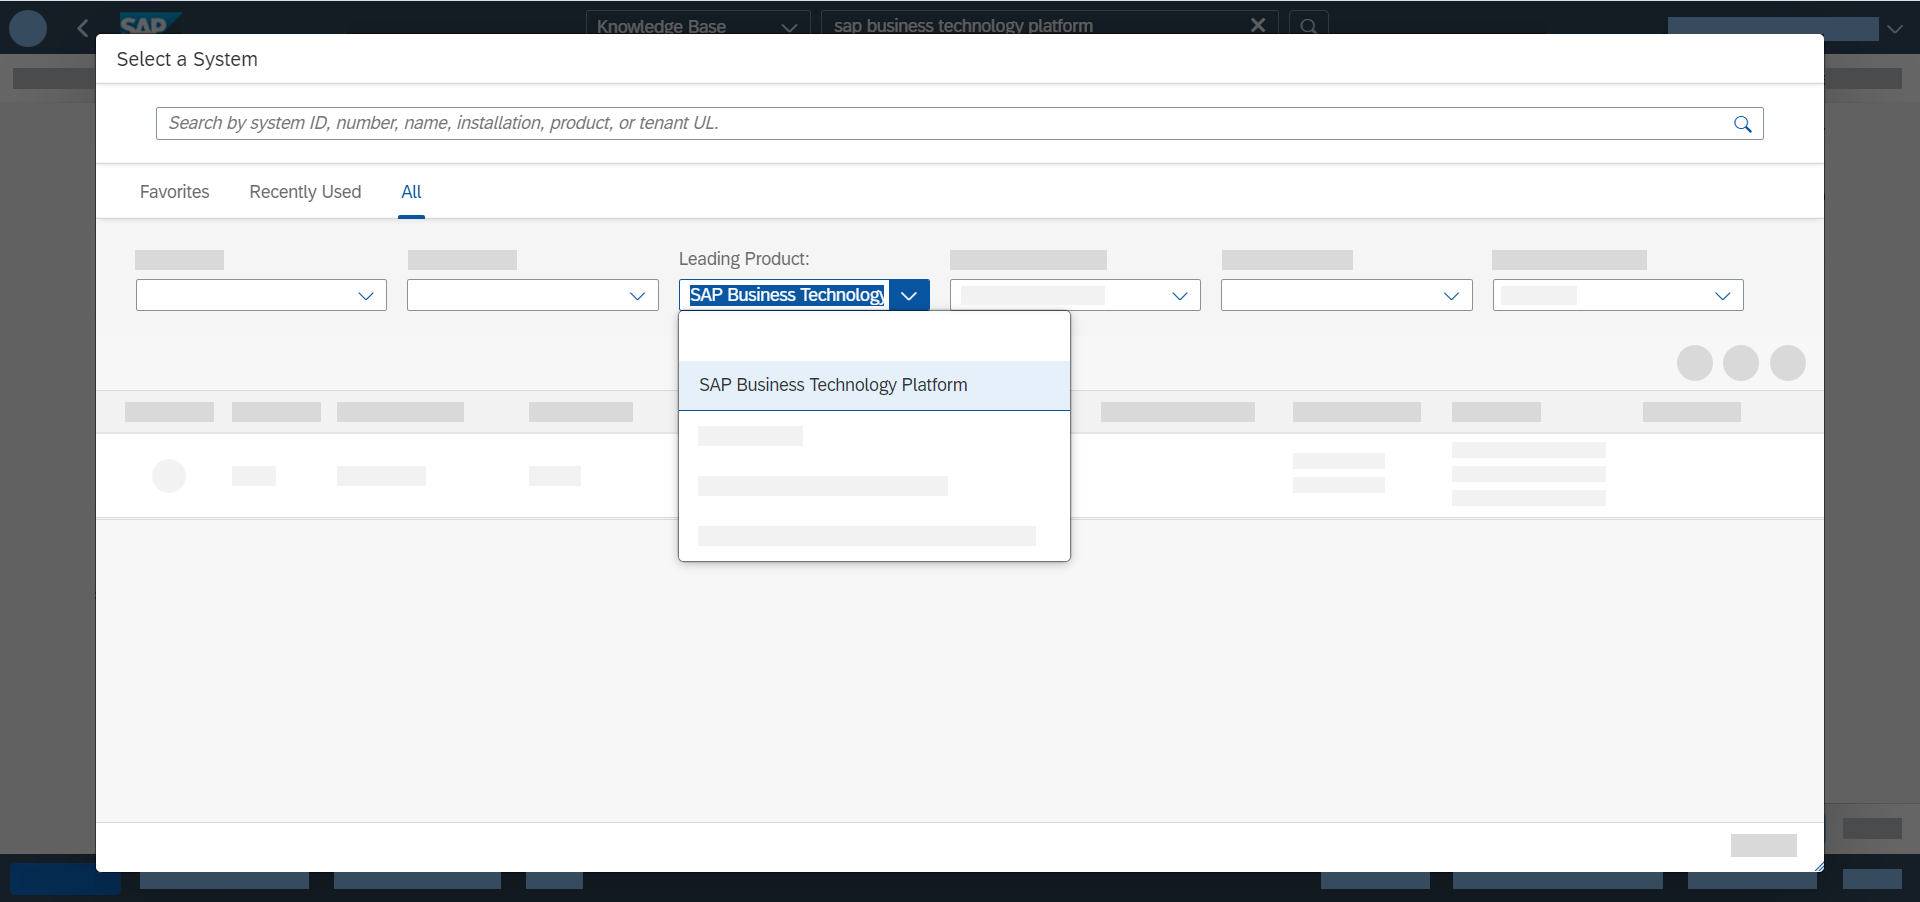 SAP
Knowledge Base
sap business technology platform
Select a System
Search by system ID, number, name, installation, product, or tenant UL.
Favorites
Recently Used
All
Leading Product:
SAP Business Technology
SAP Business Technology Platform